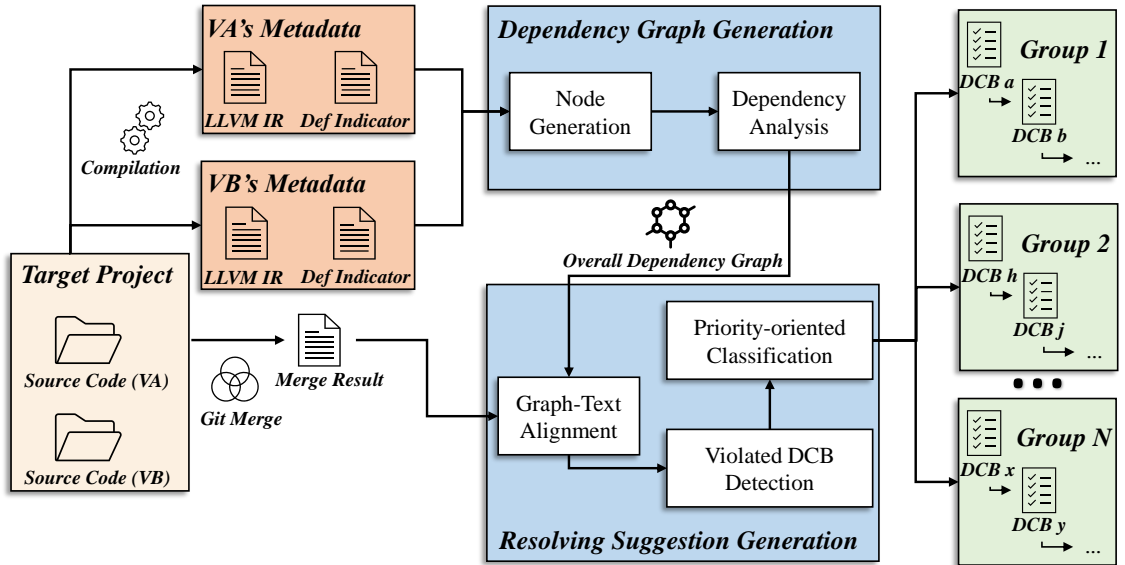 VA's Metadata
LLVM IR
Def Indicator
Compilation
VB's Metadata
LLVM IR
Def Indicator
Target Project
Source Code (VA)
Source Code (VB)
Git Merge
Merge Result
Dependency Graph Generation
Node
Generation
Dependency
Analysis
Overall Dependency Graph
Priority-oriented
Classification
Graph-Text
Alignment
Violated DCB
Detection
Resolving Suggestion Generation
Group 1
DCB a
DCB b
...
Group 2
DCB h
DCB j
...
Group N
DCB x
DCB y
...